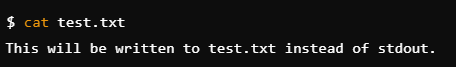 $ cat test.txt
This will be written to test.txt instead of stdout.